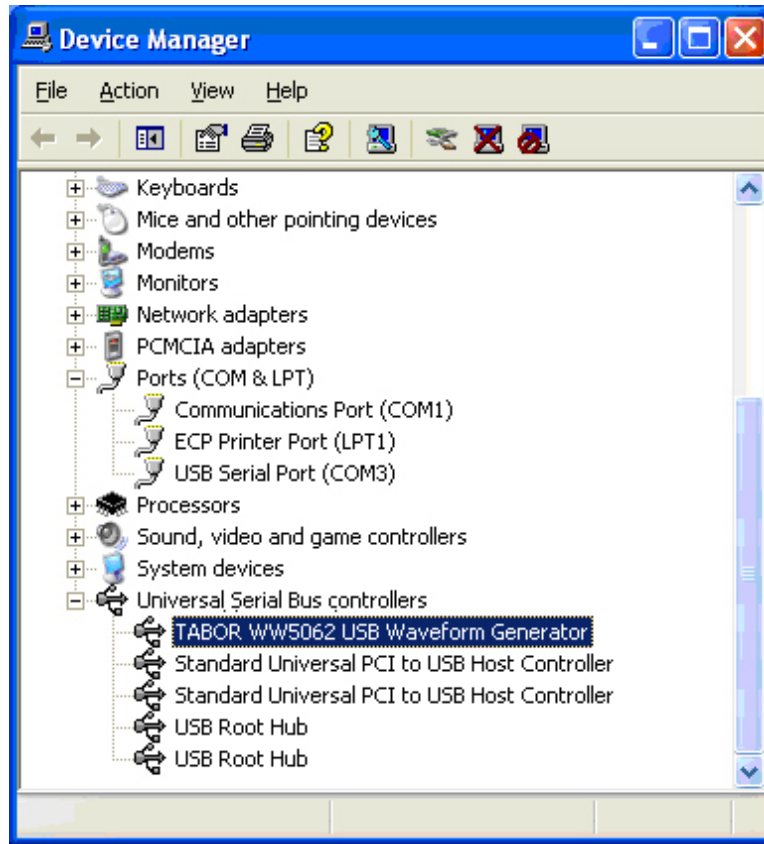 Device Manager
File Action View Help
Keyboards
Mice and other pointing devices
Modems
Monitors
Network adapters
PCMCIA adapters
Ports (COM & LPT)
Communications Port (COM1)
ECP Printer Port (LPT1)
USB Serial Port (COM3)
Processors
Sound, video and game controllers
System devices
Universal Serial Bus controllers
TABOR WW5062 USB Waveform Generator
Standard Universal PCI to USB Host Controller
Standard Universal PCI to USB Host Controller
USB Root Hub
USB Root Hub